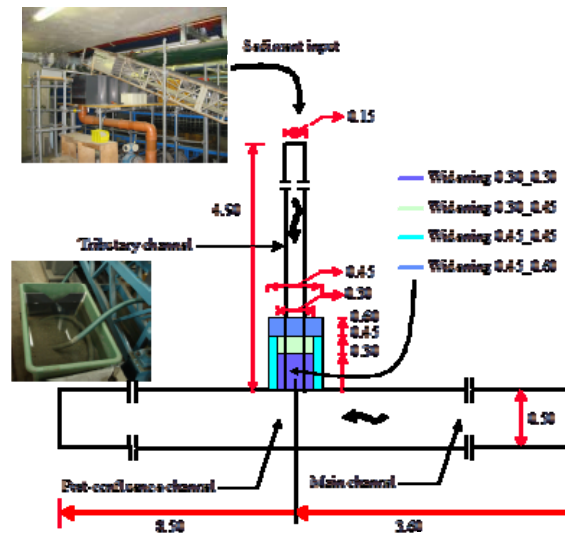 Sediment input
0.15
Widening 0.30_0.30
Widening 0.30_0.45
Widening 0.45_0.45
Widening 0.45_0.60
4.90
Tributary channel
0.45
0.30
0.60
0.45
0.30
0.50
Post-confluence channel
Main channel
8.50
3.60